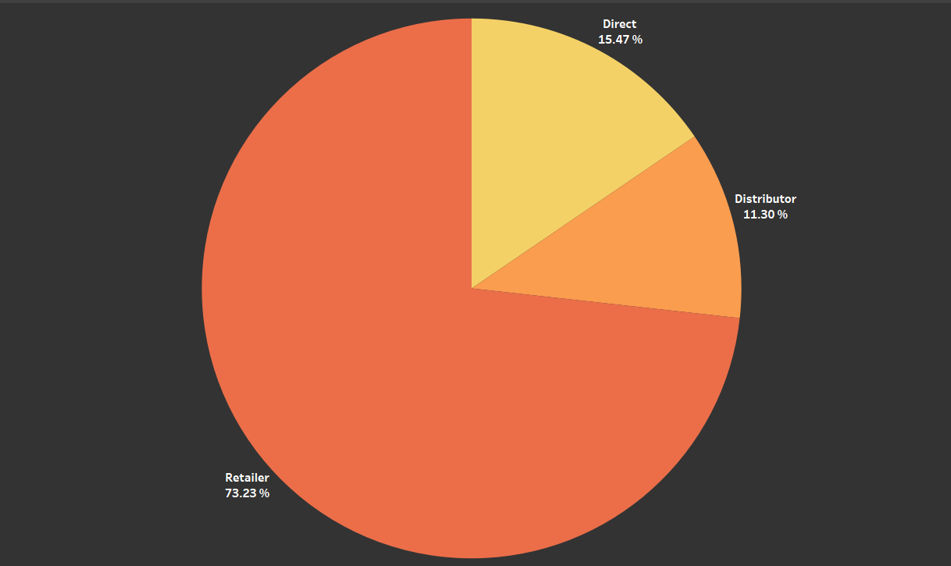 Direct
15.47 %
Distributor
11.30 %
Retailer
73.23 %